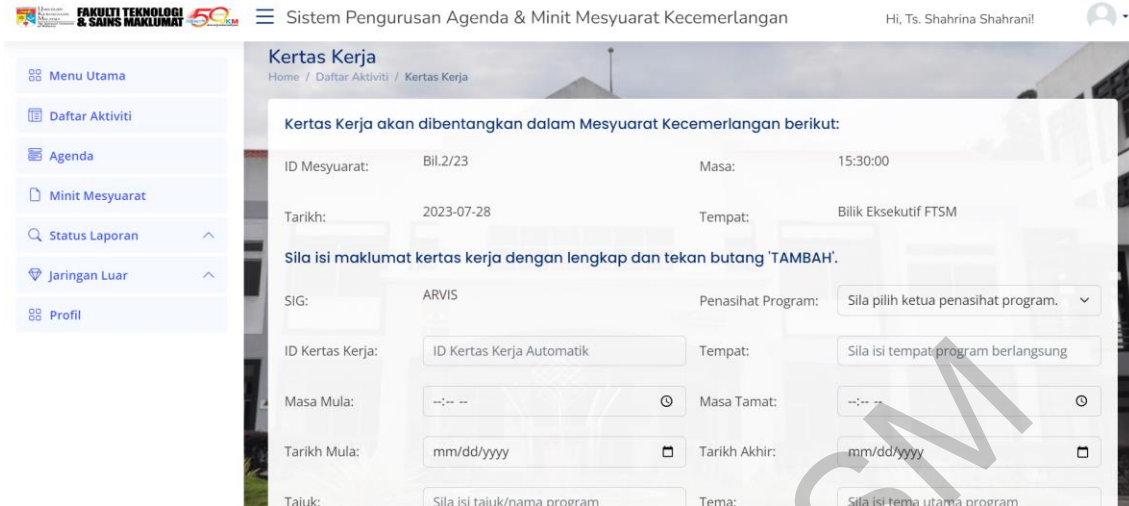 FAKULTI TEKNOLOGI
& SAINS MAKLUMAT
KM
Sistem Pengurusan Agenda & Minit Mesyuarat Kecemerlangan
Hi, Ts. Shahrina Shahrani!
Menu Utama
Daftar Aktiviti
Agenda
Minit Mesyuarat
Status Laporan
Jaringan Luar
Profil
Kertas Kerja
Home / Daftar Aktiviti / Kertas Kerja
Kertas Kerja akan dibentangkan dalam Mesyuarat Kecemerlangan berikut:
ID Mesyuarat: Bil.2/23 Masa: 15:30:00
Tarikh: 2023-07-28 Tempat: Bilik Eksekutif FTSM
Sila isi maklumat kertas kerja dengan lengkap dan tekan butang 'TAMBAH'.
SIG: ARVIS Penasihat Program: Sila pilih ketua penasihat program.
ID Kertas Kerja: ID Kertas Kerja Automatik Tempat: Sila isi tempat program berlangsung
Masa Mula: --:-- -- Masa Tamat: --:-- --
Tarikh Mula: mm/dd/yyyy Tarikh Akhir: mm/dd/yyyy
Tajuk: Sila isi tajuk/nama program Tema: Sila isi tema utama program
SM